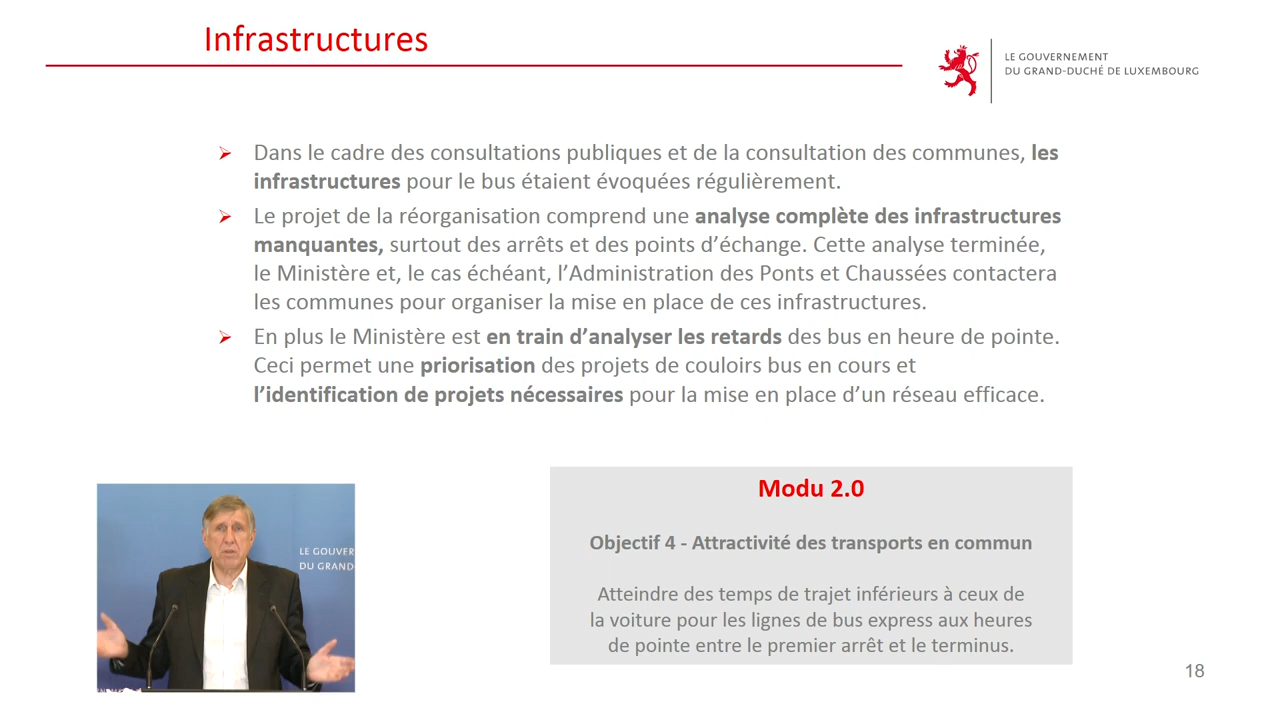 Infrastructures
LE GOUVERNEMENT
DU GRAND-DUCHÉ DE LUXEMBOURG
➢ Dans le cadre des consultations publiques et de la consultation des communes, les
infrastructures pour le bus étaient évoquées régulièrement.
➢ Le projet de la réorganisation comprend une analyse complète des infrastructures
manquantes, surtout des arrêts et des points d’échange. Cette analyse terminée,
le Ministère et, le cas échéant, l’Administration des Ponts et Chaussées contactera
les communes pour organiser la mise en place de ces infrastructures.
➢ En plus le Ministère est en train d’analyser les retards des bus en heure de pointe.
Ceci permet une priorisation des projets de couloirs bus en cours et
l’identification de projets nécessaires pour la mise en place d’un réseau efficace.
LE GOUVER
DU GRAND-
Modu 2.0
Objectif 4 - Attractivité des transports en commun
Atteindre des temps de trajet inférieurs à ceux de
la voiture pour les lignes de bus express aux heures
de pointe entre le premier arrêt et le terminus.
18